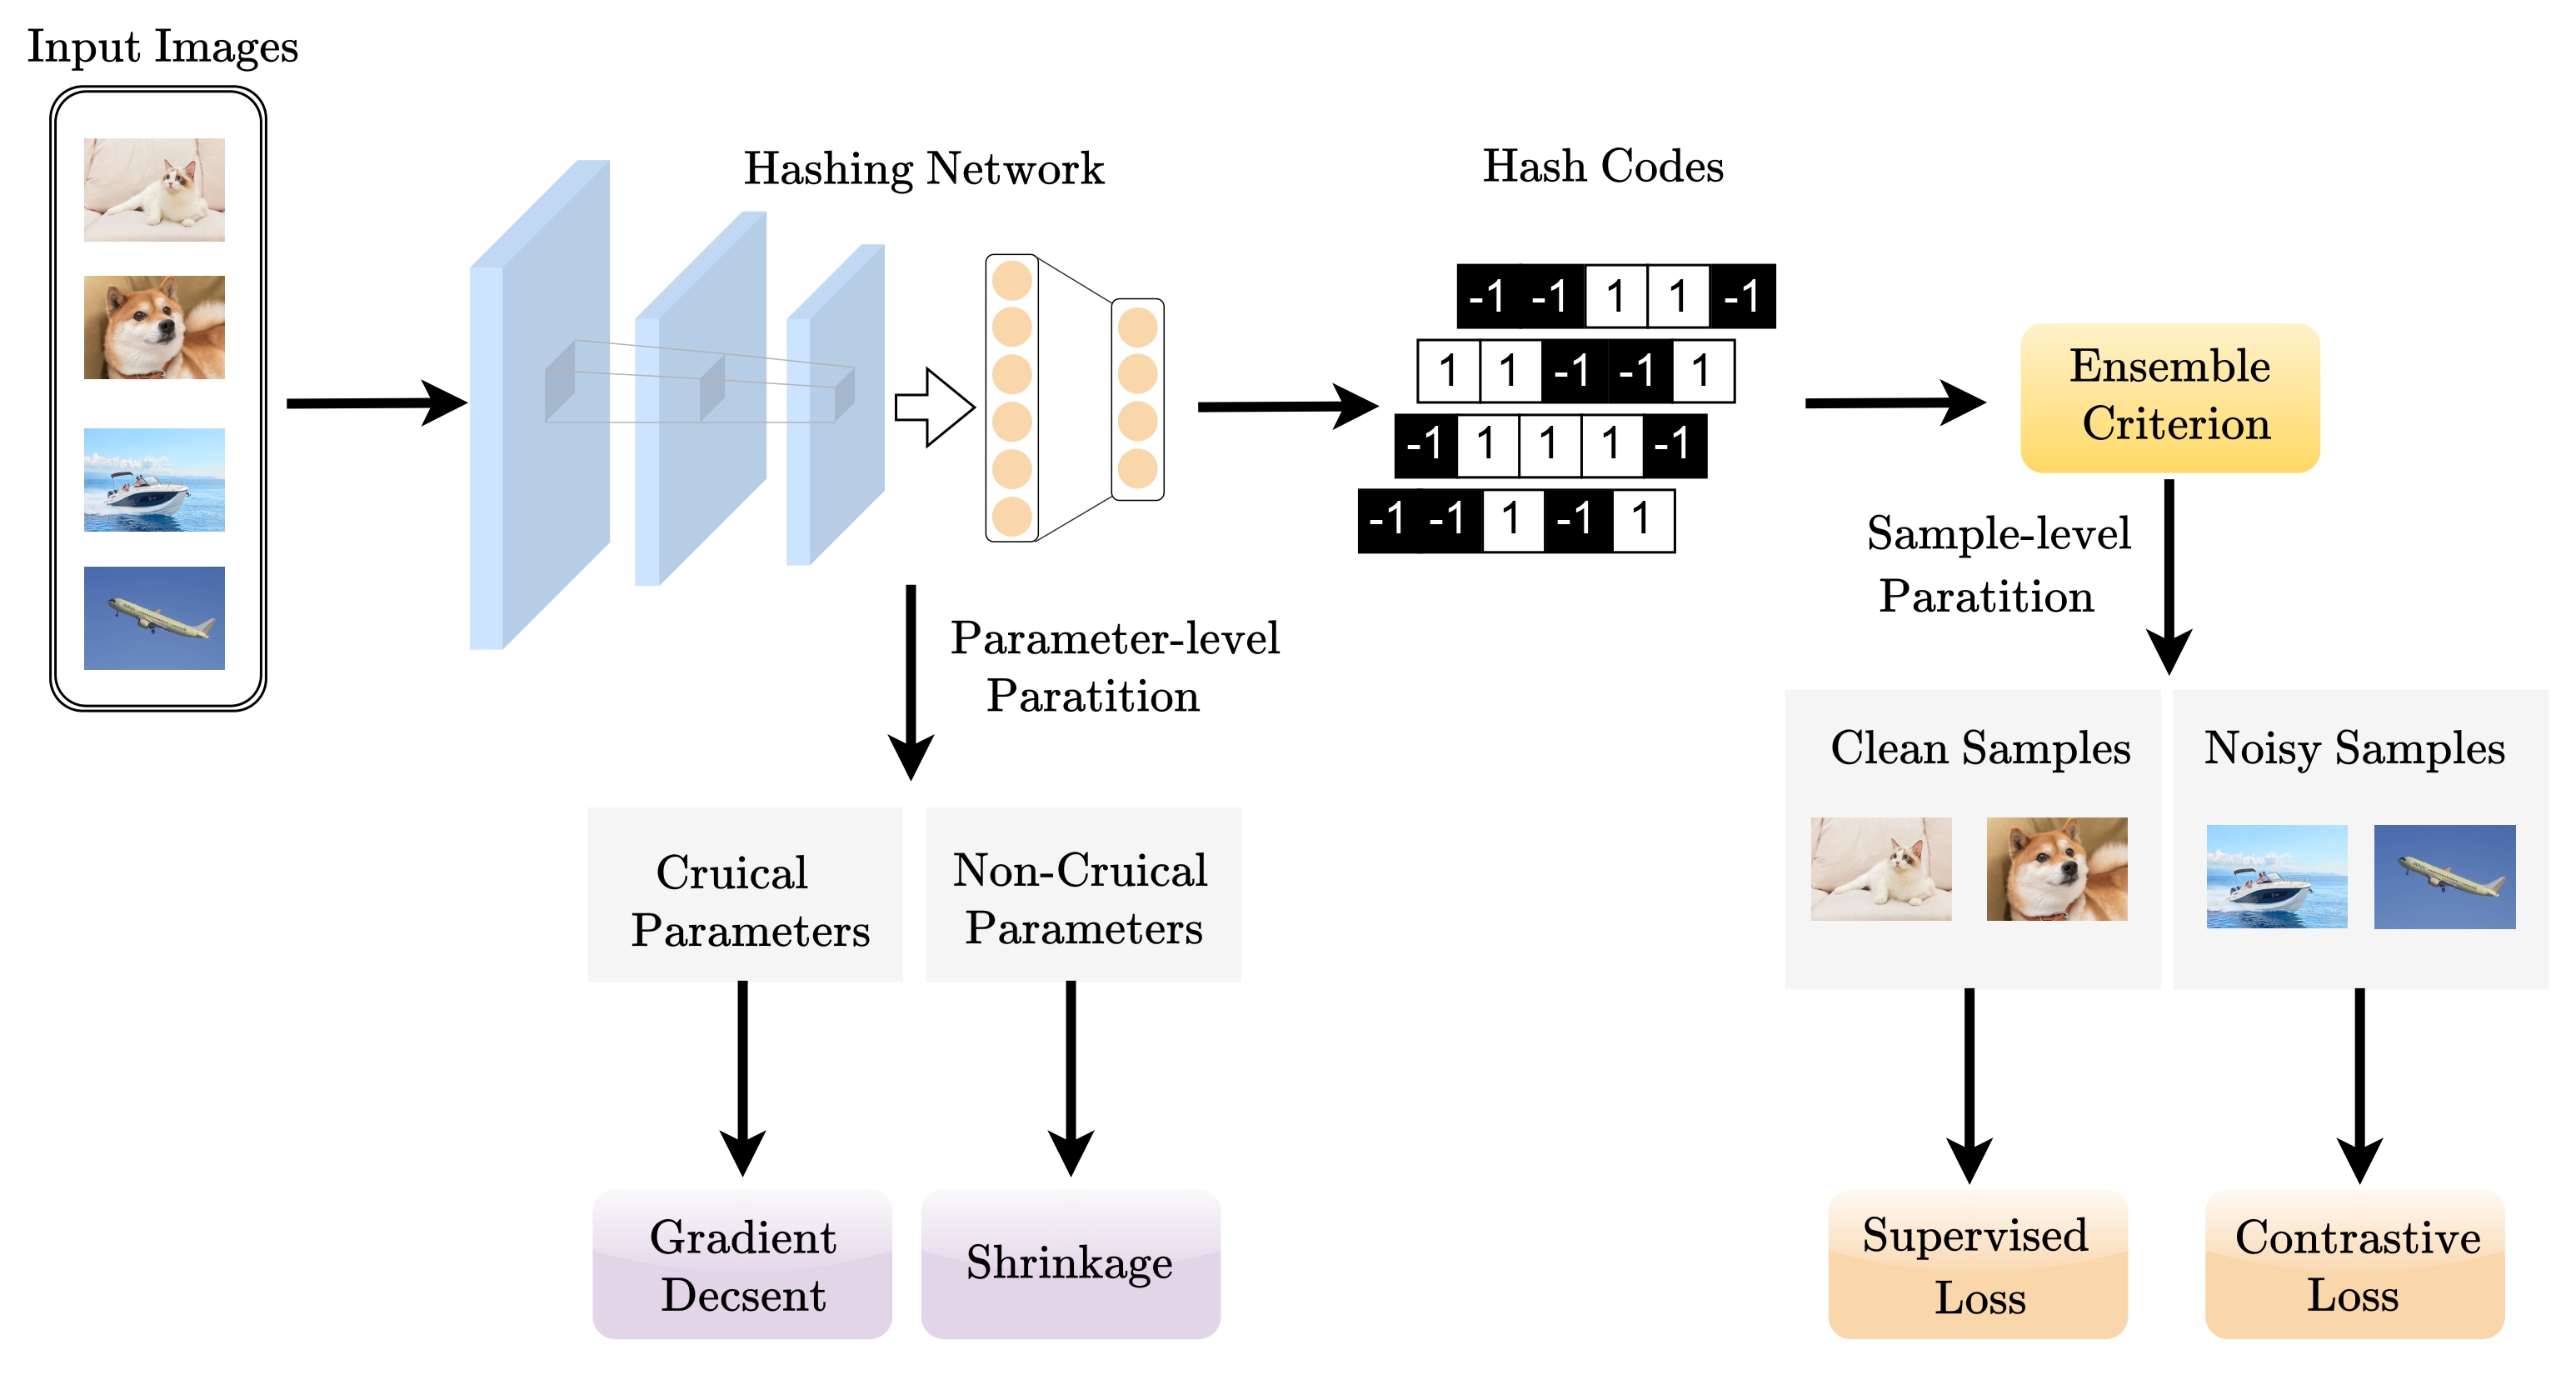 Input Images
Hashing Network
Hash Codes
-1 -1 1 1 -1
1 1 -1 -1 1
-1 1 1 1 -1
-1 -1 1 -1 1
Ensemble
Criterion
Sample-level
Paratition
Parameter-level
Paratition
Clean Samples
Noisy Samples
Cruical
Parameters
Non-Cruical
Parameters
Gradient
Decsent
Shrinkage
Supervised
Loss
Contrastive
Loss